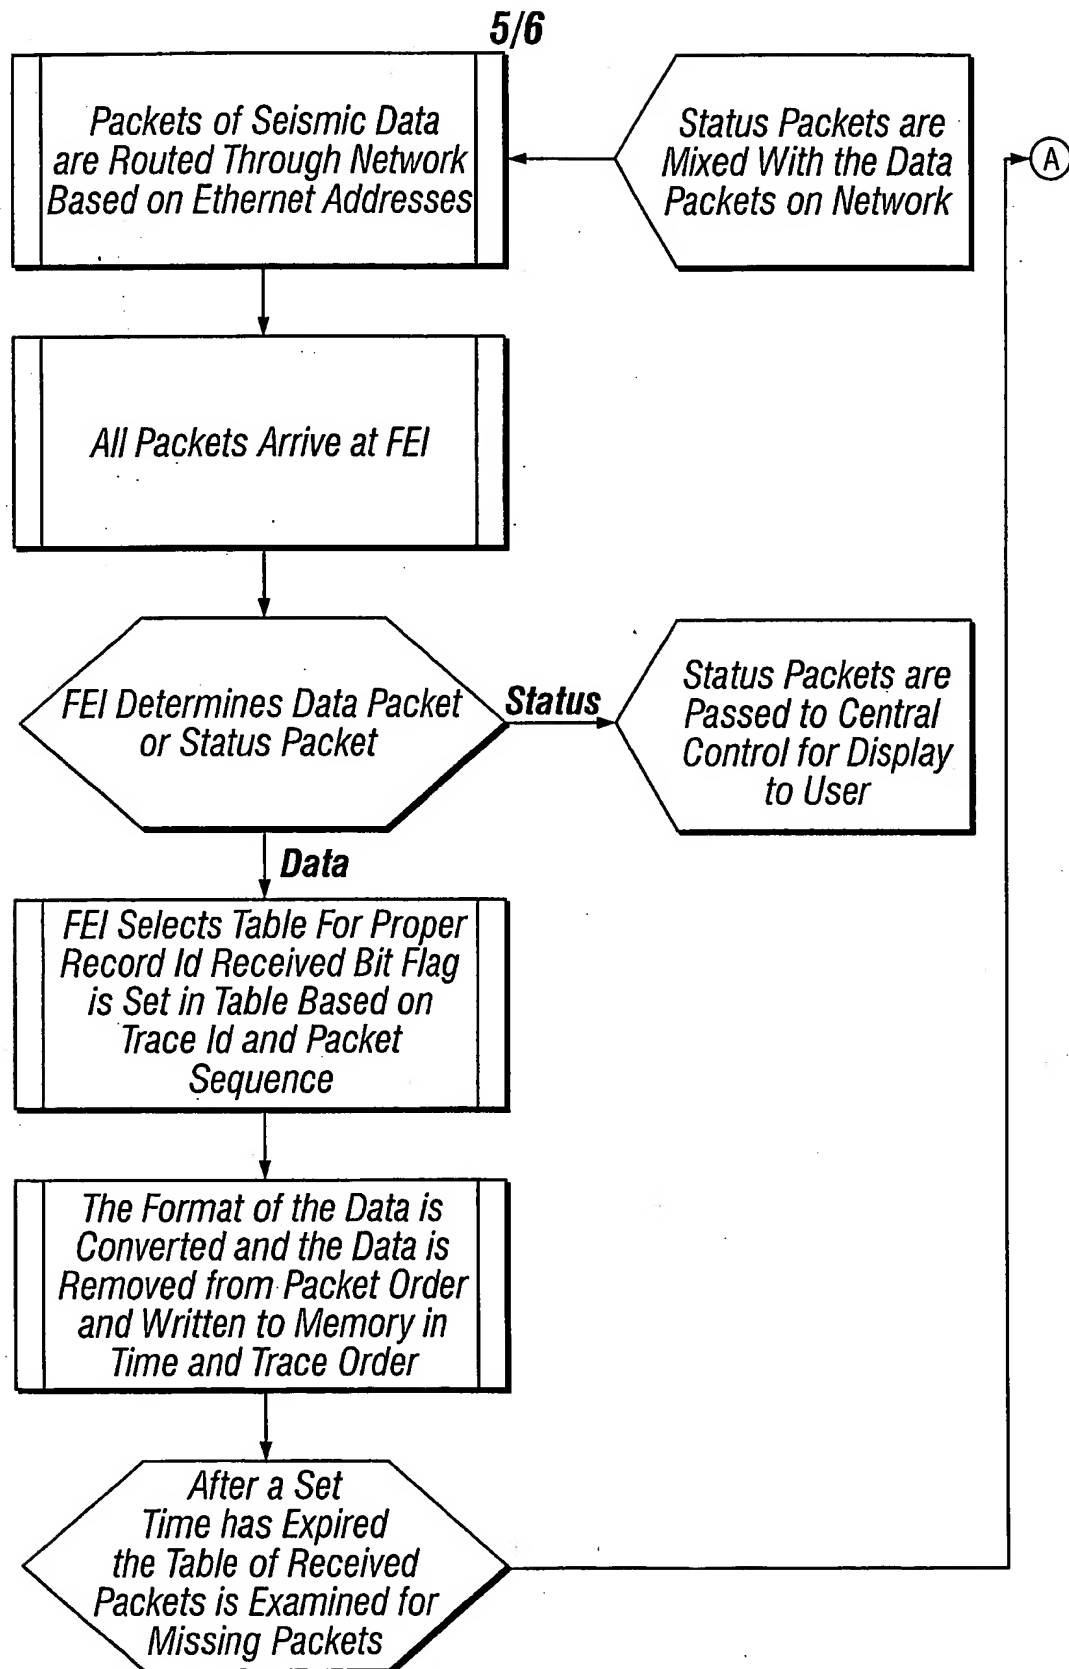 5/6
Packets of Seismic Data
are Routed Through Network
Based on Ethernet Addresses
Status Packets are
Mixed With the Data
Packets on Network
A
All Packets Arrive at FEI
FEI Determines Data Packet
or Status Packet
Status
Status Packets are
Passed to Central
Control for Display
to User
Data
FEI Selects Table For Proper
Record Id Received Bit Flag
is Set in Table Based on
Trace Id and Packet
Sequence
The Format of the Data is
Converted and the Data is
Removed from Packet Order
and Written to Memory in
Time and Trace Order
After a Set
Time has Expired
the Table of Received
Packets is Examined for
Missing Packets